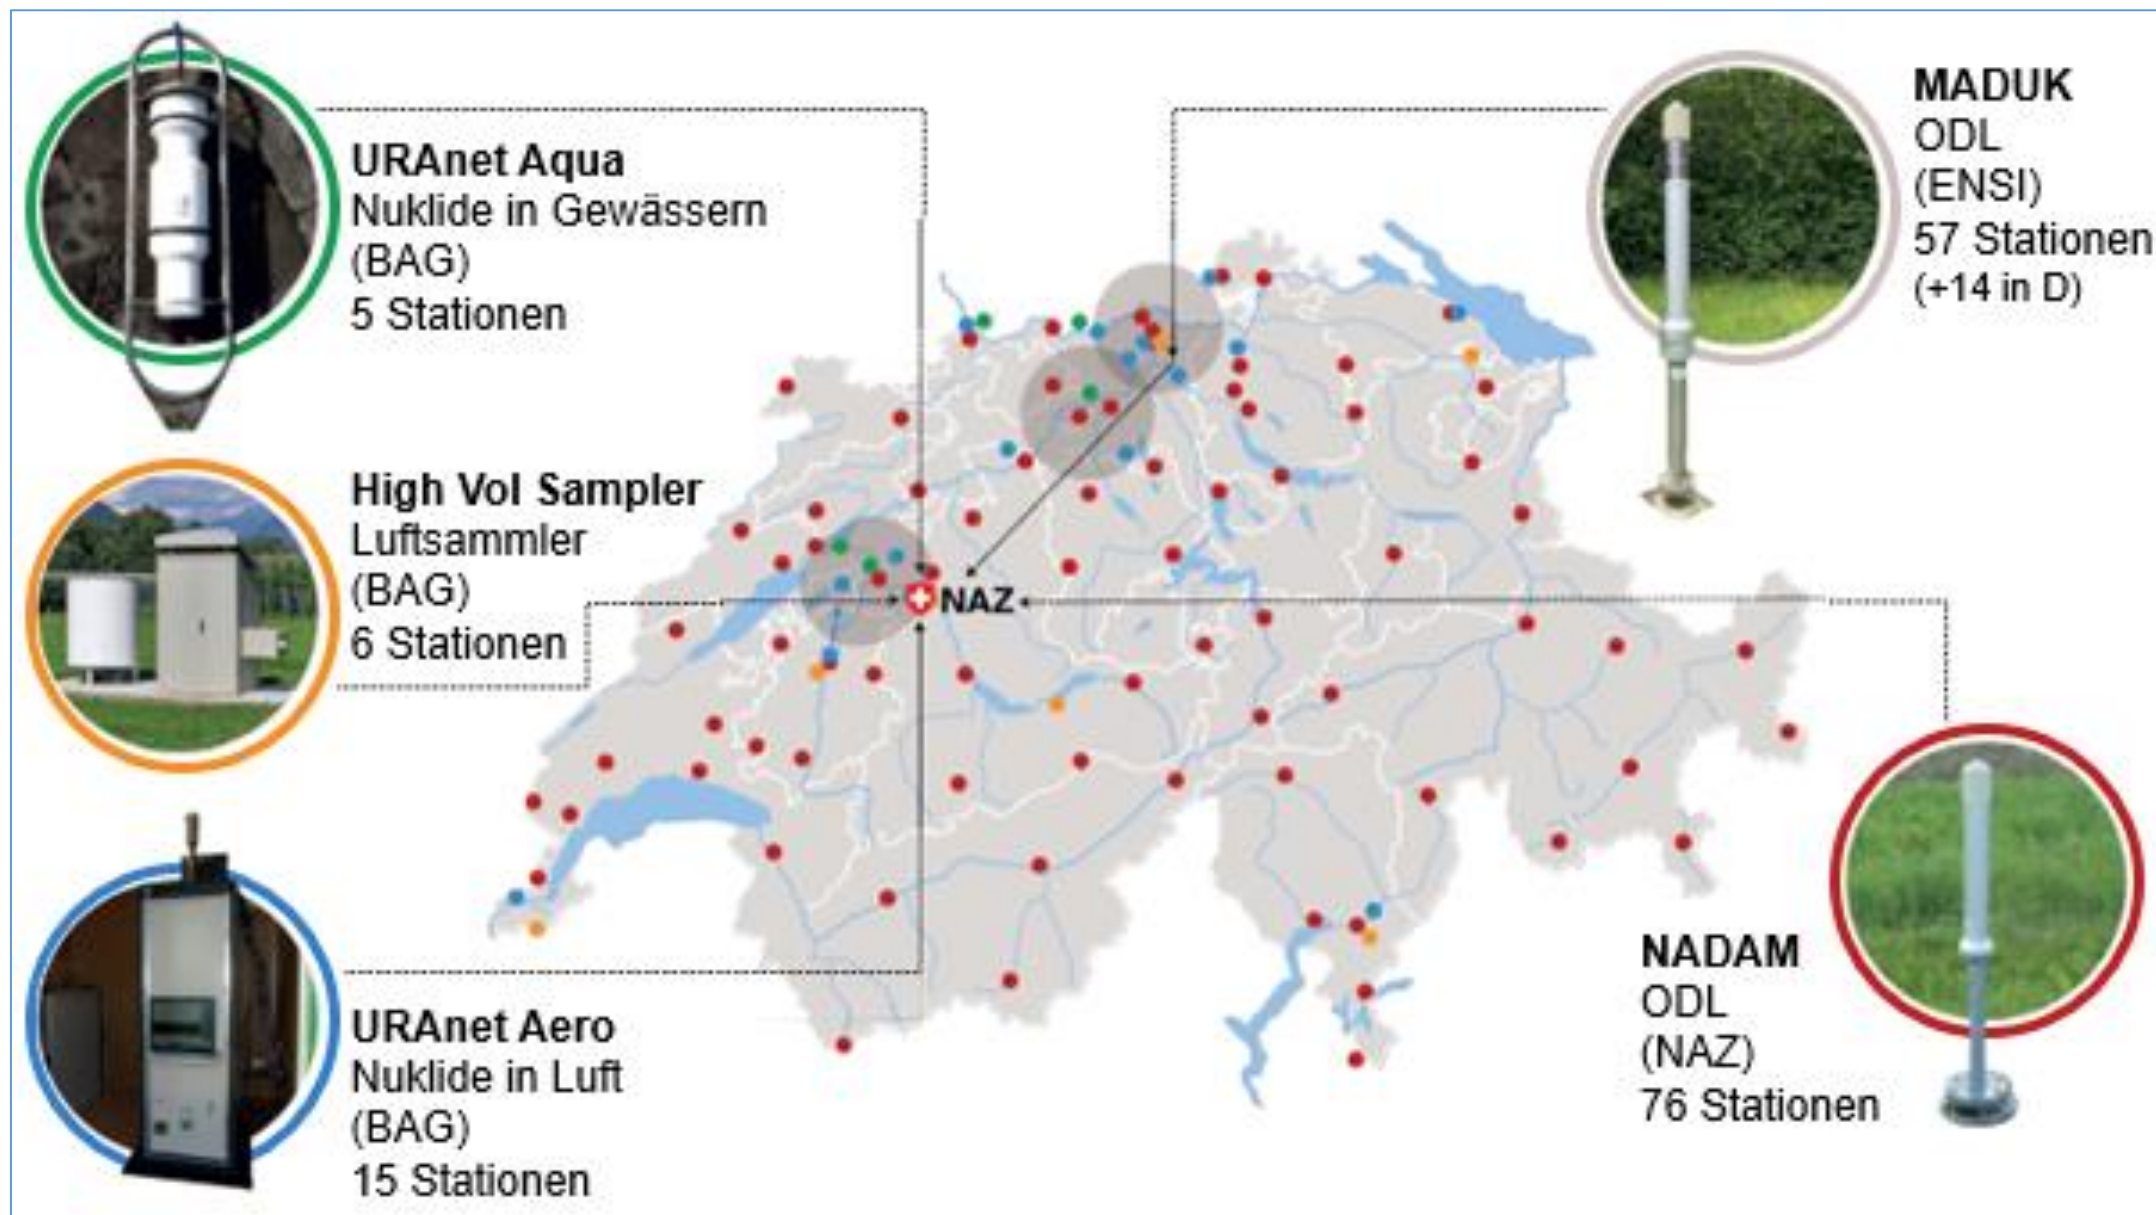 URAnet Aqua
Nuklide in Gewässern
(BAG)
5 Stationen
High Vol Sampler
Luftsammler
(BAG)
6 Stationen
URAnet Aero
Nuklide in Luft
(BAG)
15 Stationen
NAZ
MADUK
ODL
(ENSI)
57 Stationen
(+14 in D)
NADAM
ODL
(NAZ)
76 Stationen